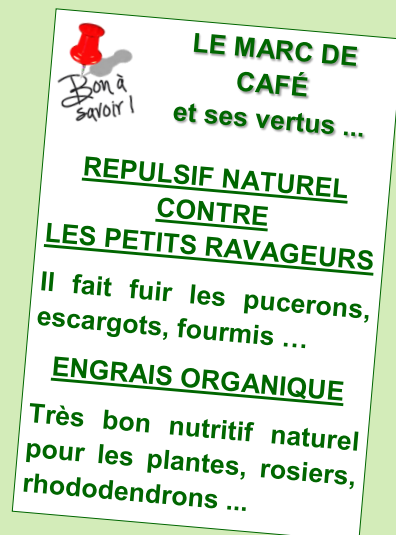 Bon à
savoir !
LE MARC DE
CAFÉ
et ses vertus ...
REPULSIF NATUREL
CONTRE
LES PETITS RAVAGEURS
Il fait fuir les pucerons,
escargots, fourmis …
ENGRAIS ORGANIQUE
Très bon nutritif naturel
pour les plantes, rosiers,
rhododendrons ...